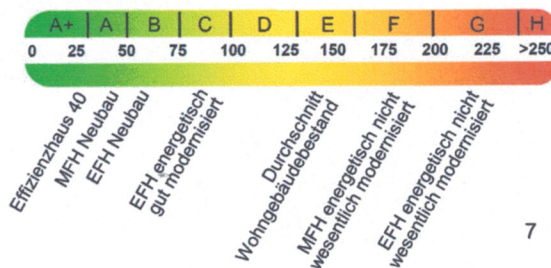 A+ A B C D E F G H
0 25 50 75 100 125 150 175 200 225 >250
Effizienzhaus 40
MFH Neubau
EFH Neubau
EFH energetisch
gut modernisiert
Durchschnitt
Wohngebäudebestand
MFH energetisch nicht
wesentlich modernisiert
EFH energetisch nicht
wesentlich modernisiert
7